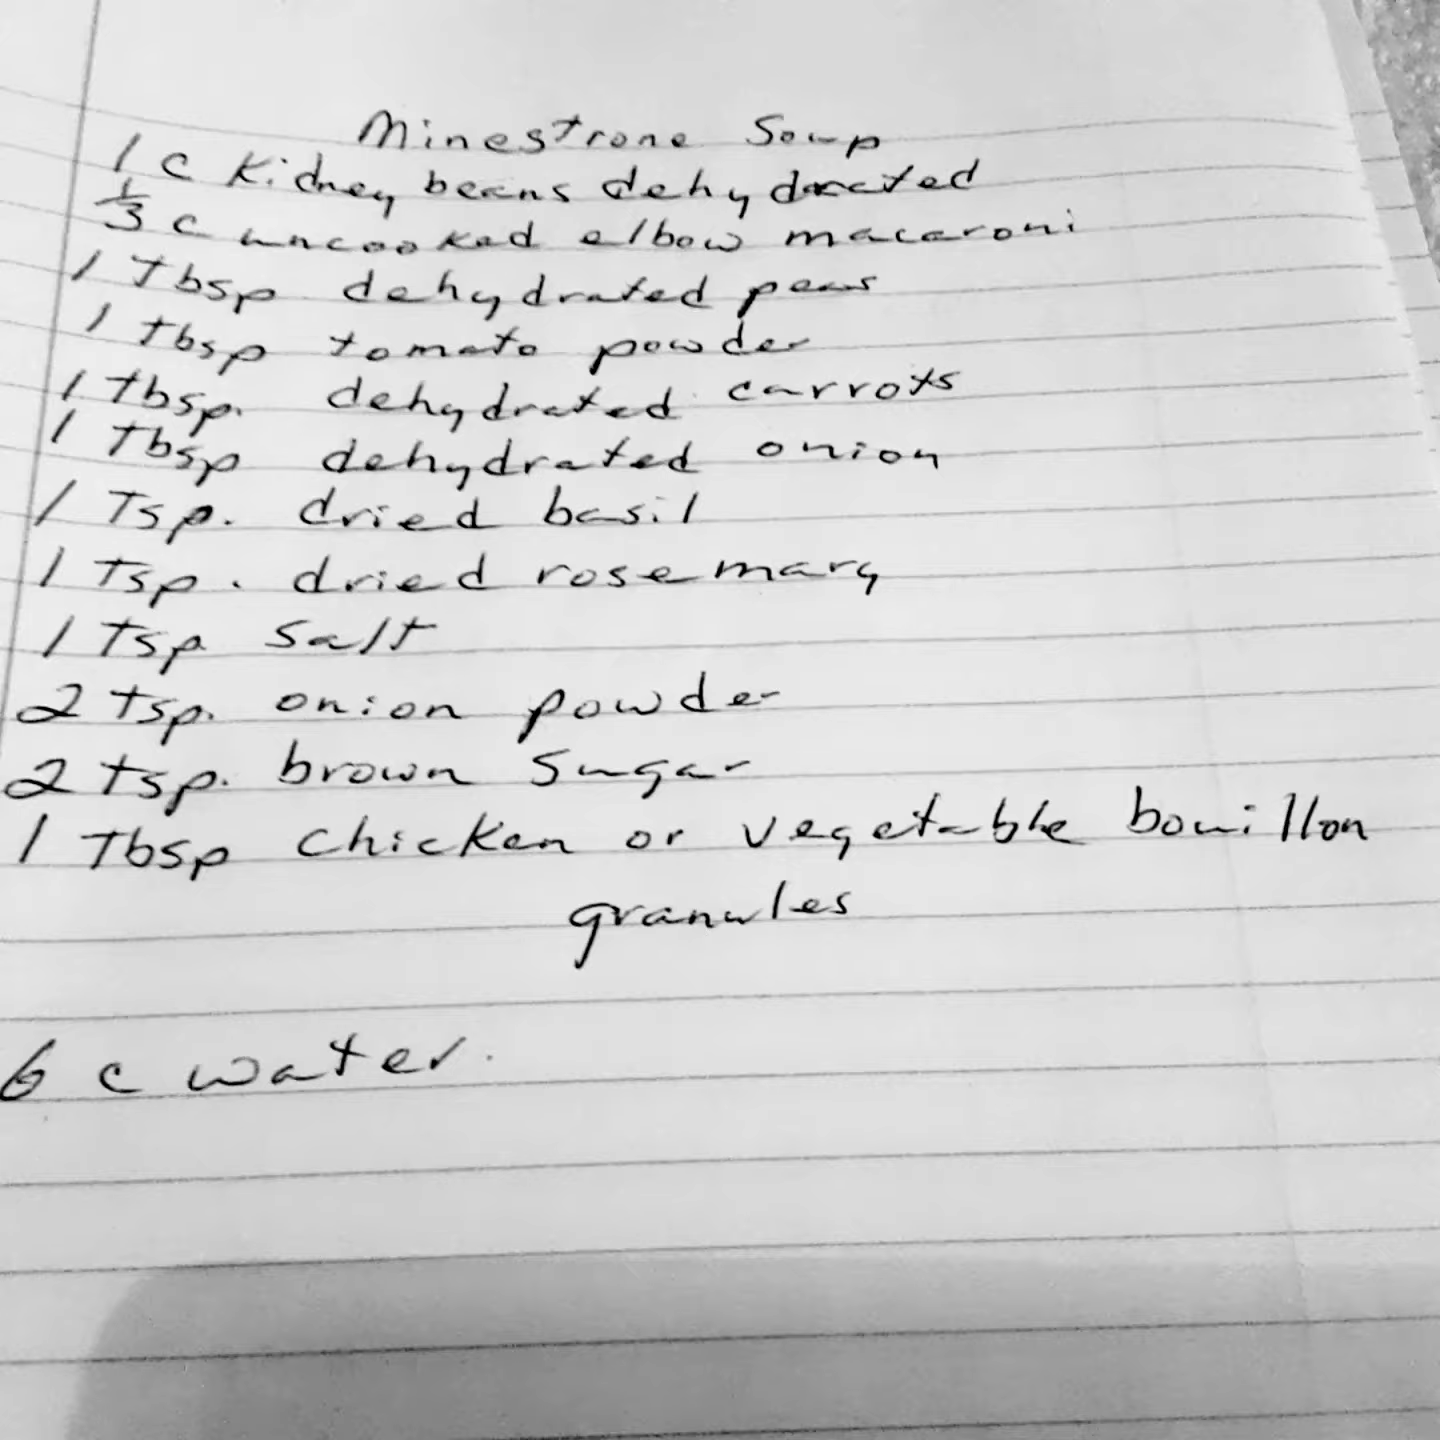 Minestrone Soup
1 c Kidney beans dehydrated
1/3 c uncooked elbow macaroni
1 Tbsp dehydrated peas
1 Tbsp tomato powder
1 Tbsp. dehydrated carrots
1 Tbsp dehydrated onion
1 Tsp. dried basil
1 Tsp. dried rosemary
1 Tsp Salt
2 Tsp. onion powder
2 tsp. brown Sugar
1 Tbsp Chicken or vegetable bouillon
granules
6 c water.